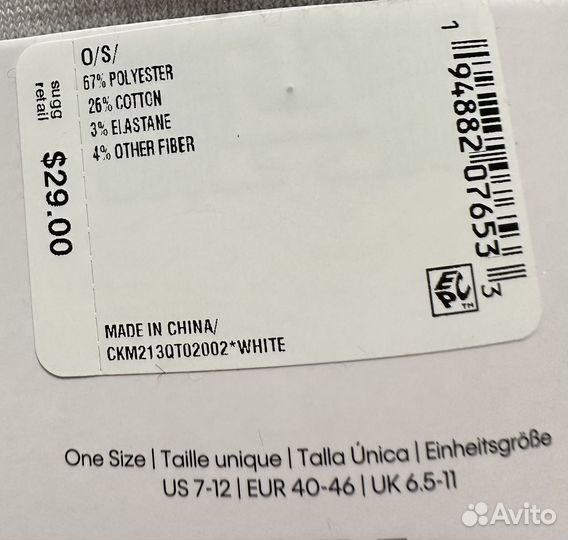 O/S/
67% POLYESTER
26% COTTON
3% ELASTANE
4% OTHER FIBER
sugg
retail
$29.00
1 94882 07653 3
EPC TM
MADE IN CHINA/
CKM213QT02002*WHITE
One Size | Taille unique | Talla Única | Einheitsgröße
US 7-12 | EUR 40-46 | UK 6.5-11
Avito